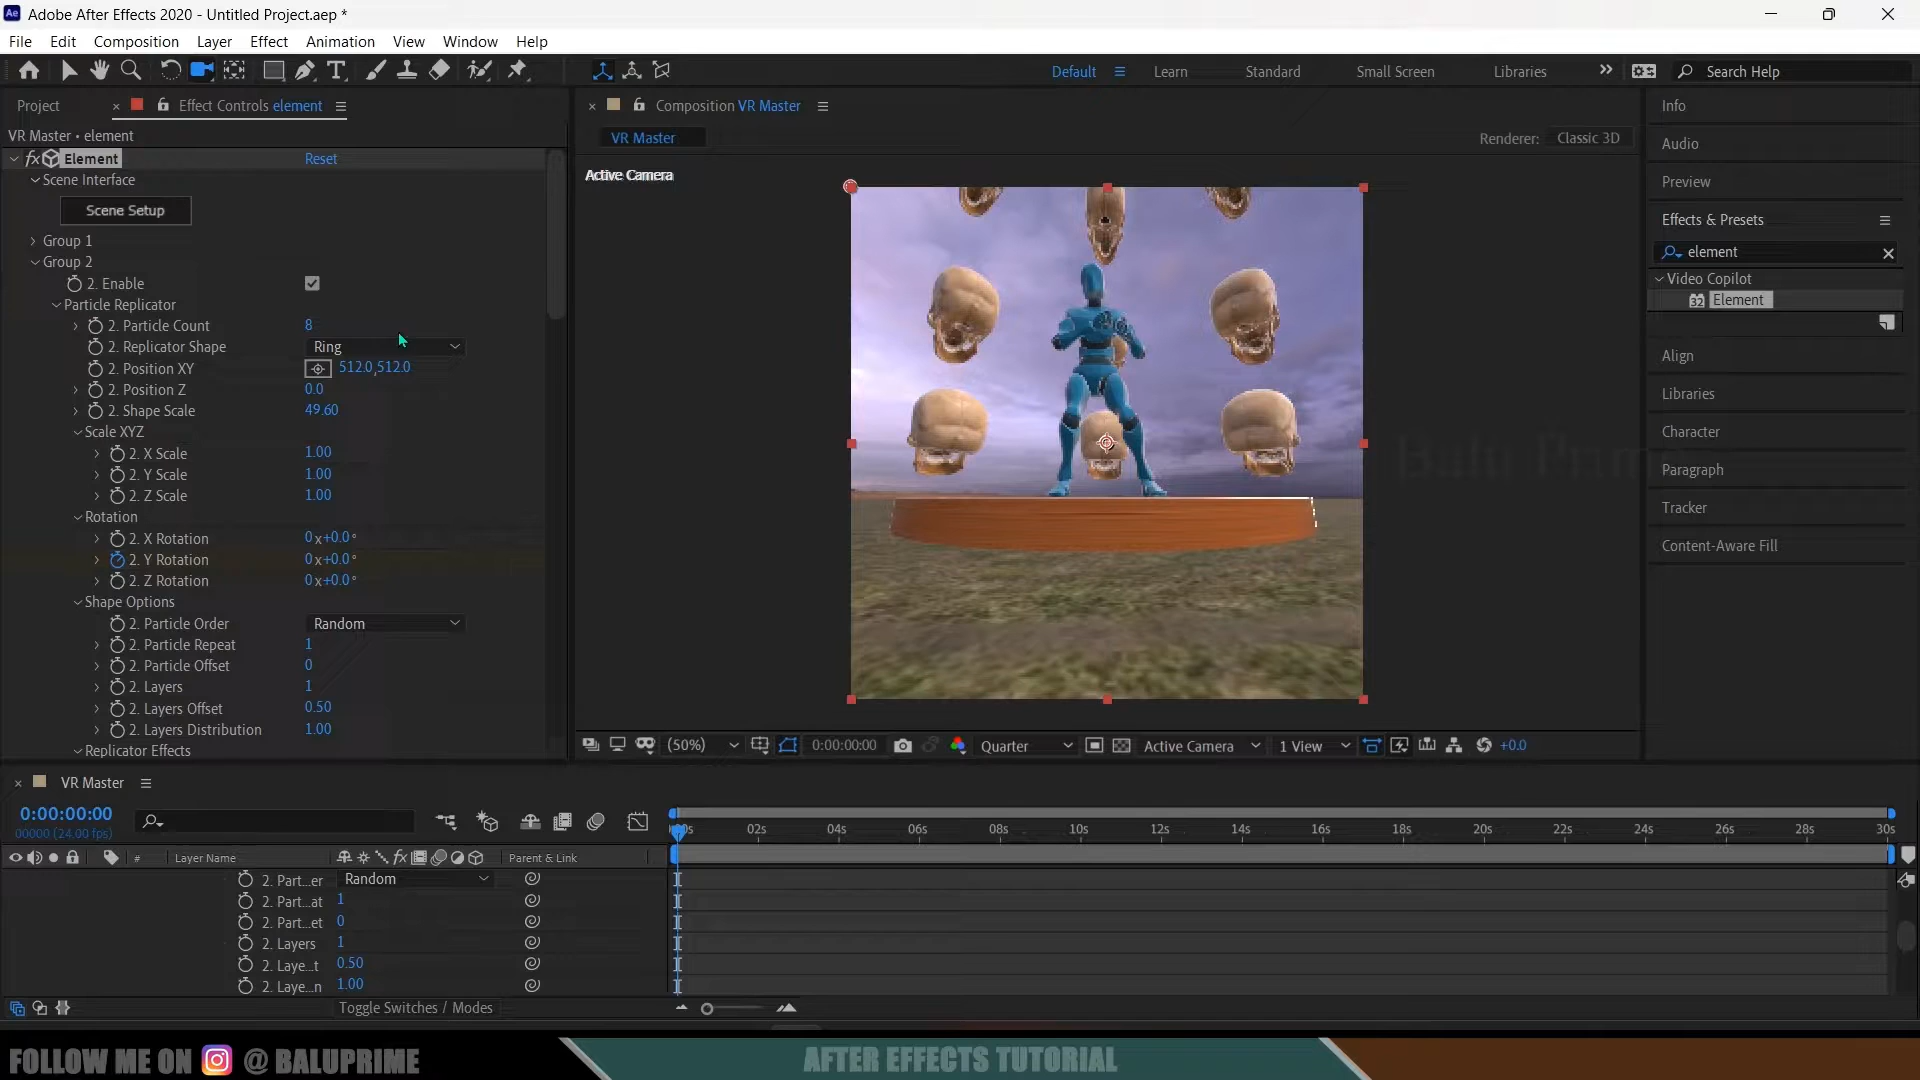 Adobe After Effects 2020 - Untitled Project.aep *
File Edit Composition Layer Effect Animation View Window Help
Default Learn Standard Small Screen Libraries Search Help
Project Effect Controls element
VR Master • element
fx Element Reset
Scene Interface
Scene Setup
Group 1
Group 2
2. Enable
Particle Replicator
2. Particle Count 8
2. Replicator Shape Ring
2. Position XY 512.0,512.0
2. Position Z 0.0
2. Shape Scale 49.60
Scale XYZ
2. X Scale 1.00
2. Y Scale 1.00
2. Z Scale 1.00
Rotation
2. X Rotation 0x+0.0°
2. Y Rotation 0x+0.0°
2. Z Rotation 0x+0.0°
Shape Options
2. Particle Order Random
2. Particle Repeat 1
2. Particle Offset 0
2. Layers 1
2. Layers Offset 0.50
2. Layers Distribution 1.00
Replicator Effects
Composition VR Master
VR Master
Renderer: Classic 3D
Active Camera
(50%) 0:00:00:00 Quarter Active Camera 1 View +0.0
Info
Audio
Preview
Effects & Presets
element
Video Copilot
32 Element
Align
Libraries
Character
Paragraph
Tracker
Content-Aware Fill
VR Master
0:00:00:00
00000 (24.00 fps)
02s 04s 06s 08s 10s 12s 14s 16s 18s 20s 22s 24s 26s 28s 30s
# Layer Name fx Parent & Link
2. Part...er Random
2. Part...at 1
2. Part...et 0
2. Layers 1
2. Laye...t 0.50
2. Laye...n 1.00
Toggle Switches / Modes
FOLLOW ME ON @ BALUPRIME
AFTER EFFECTS TUTORIAL